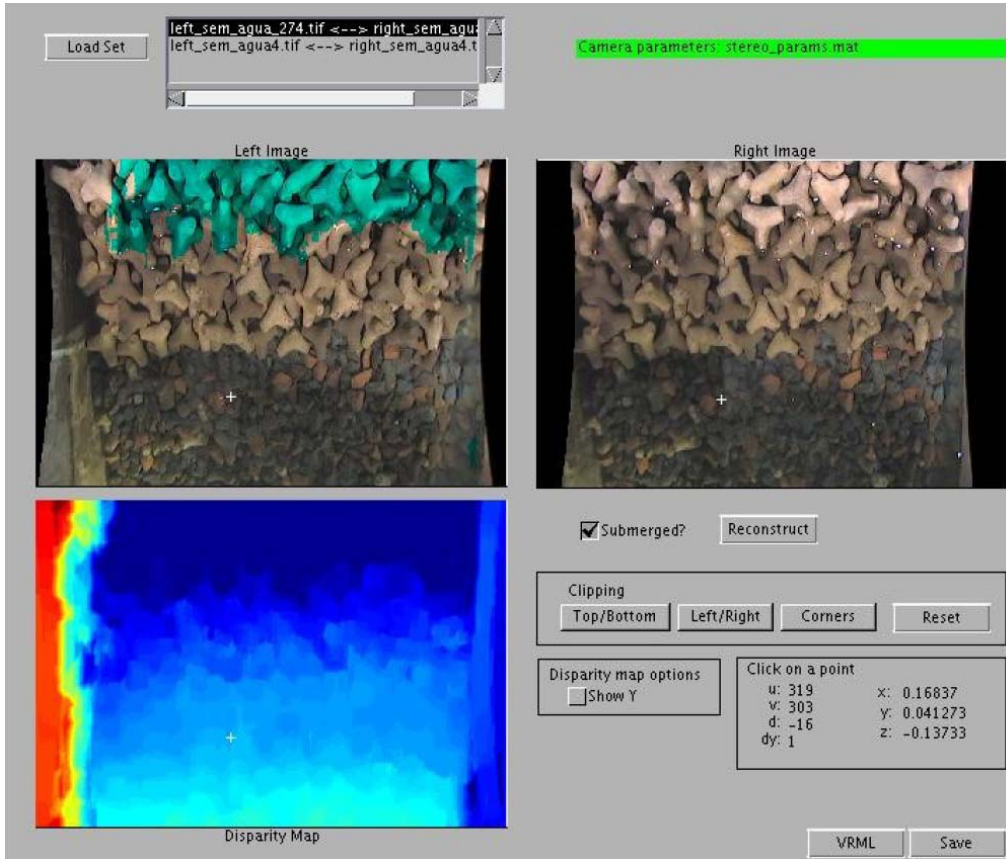 Load Set
left_sem_agua_274.tif <--> right_sem_agua
left_sem_agua4.tif <--> right_sem_agua4.t
Camera parameters: stereo_params.mat
Left Image
Right Image
Submerged?
Reconstruct
Clipping
Top/Bottom Left/Right Corners Reset
Disparity map options
Show Y
Click on a point
u: 319 x: 0.16837
v: 303 y: 0.041273
d: -16 z: -0.13733
dy: 1
Disparity Map
VRML Save